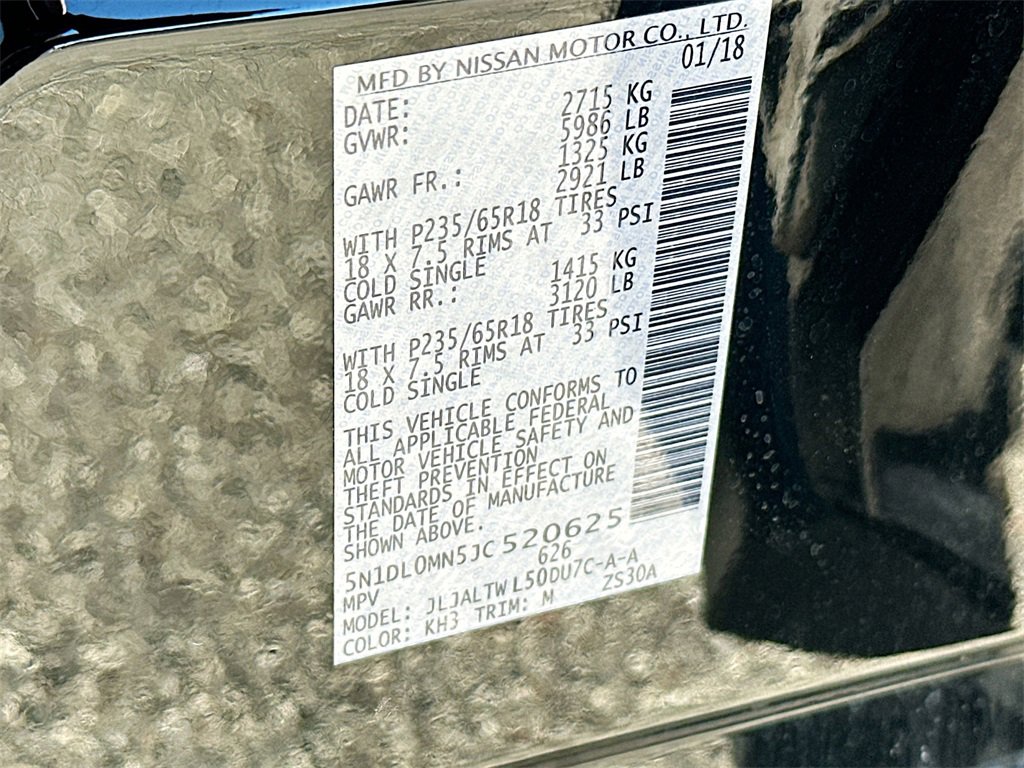 MFD BY NISSAN MOTOR CO., LTD.
DATE: 01/18
GVWR: 2715 KG
5986 LB
GAWR FR.: 1325 KG
2921 LB
WITH P235/65R18 TIRES
18 X 7.5 RIMS AT 33 PSI
COLD SINGLE
GAWR RR.: 1415 KG
3120 LB
WITH P235/65R18 TIRES
18 X 7.5 RIMS AT 33 PSI
COLD SINGLE
THIS VEHICLE CONFORMS TO
ALL APPLICABLE FEDERAL
MOTOR VEHICLE SAFETY AND
THEFT PREVENTION
STANDARDS IN EFFECT ON
THE DATE OF MANUFACTURE
SHOWN ABOVE.
5N1DL0MN5JC520625
MPV 626
MODEL: JLJALTWL50DU7C-A-A
COLOR: KH3 TRIM: M ZS30A